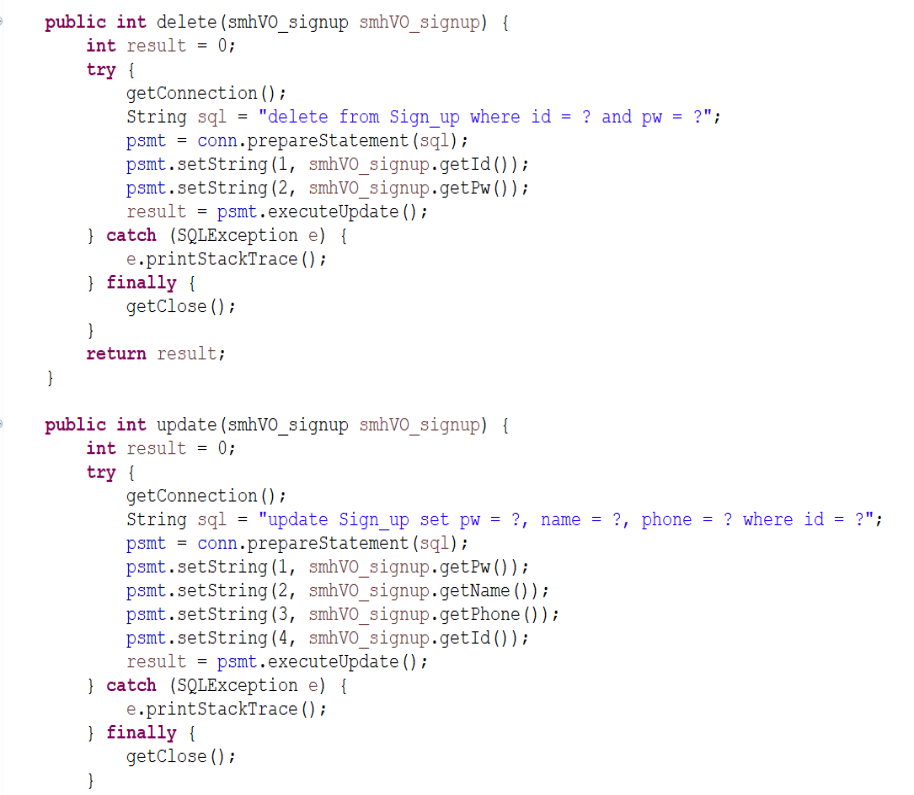 public int delete(smhVO_signup smhVO_signup) {
int result = 0;
try {
getConnection();
String sql = "delete from Sign_up where id = ? and pw = ?";
psmt = conn.prepareStatement(sql);
psmt.setString(1, smhVO_signup.getId());
psmt.setString(2, smhVO_signup.getPw());
result = psmt.executeUpdate();
} catch (SQLException e) {
e.printStackTrace();
} finally {
getClose();
}
return result;
}
public int update(smhVO_signup smhVO_signup) {
int result = 0;
try {
getConnection();
String sql = "update Sign_up set pw = ?, name = ?, phone = ? where id = ?";
psmt = conn.prepareStatement(sql);
psmt.setString(1, smhVO_signup.getPw());
psmt.setString(2, smhVO_signup.getName());
psmt.setString(3, smhVO_signup.getPhone());
psmt.setString(4, smhVO_signup.getId());
result = psmt.executeUpdate();
} catch (SQLException e) {
e.printStackTrace();
} finally {
getClose();
}